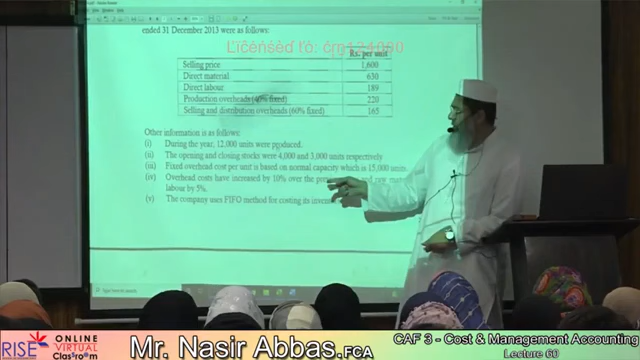 ended 31 December 2013 were as follows:
Licensed to: crn124000
Rs. per unit
Selling price 1,600
Direct material 630
Direct labour 189
Production overheads (40% fixed) 220
Selling and distribution overheads (60% fixed) 165
Other information is as follows:
(i) During the year, 12,000 units were produced.
(ii) The opening and closing stocks were 4,000 and 3,000 units respectively
(iii) Fixed overhead cost per unit is based on normal capacity which is 15,000 units.
(iv) Overhead costs have increased by 10% over the and raw
labour by 5%.
(v) The company uses FIFO method for costing its
RISE
ONLINE
VIRTUAL
Classroom
Mr. Nasir Abbas.FCA
CAF 3 - Cost & Management Accounting
Lecture 60